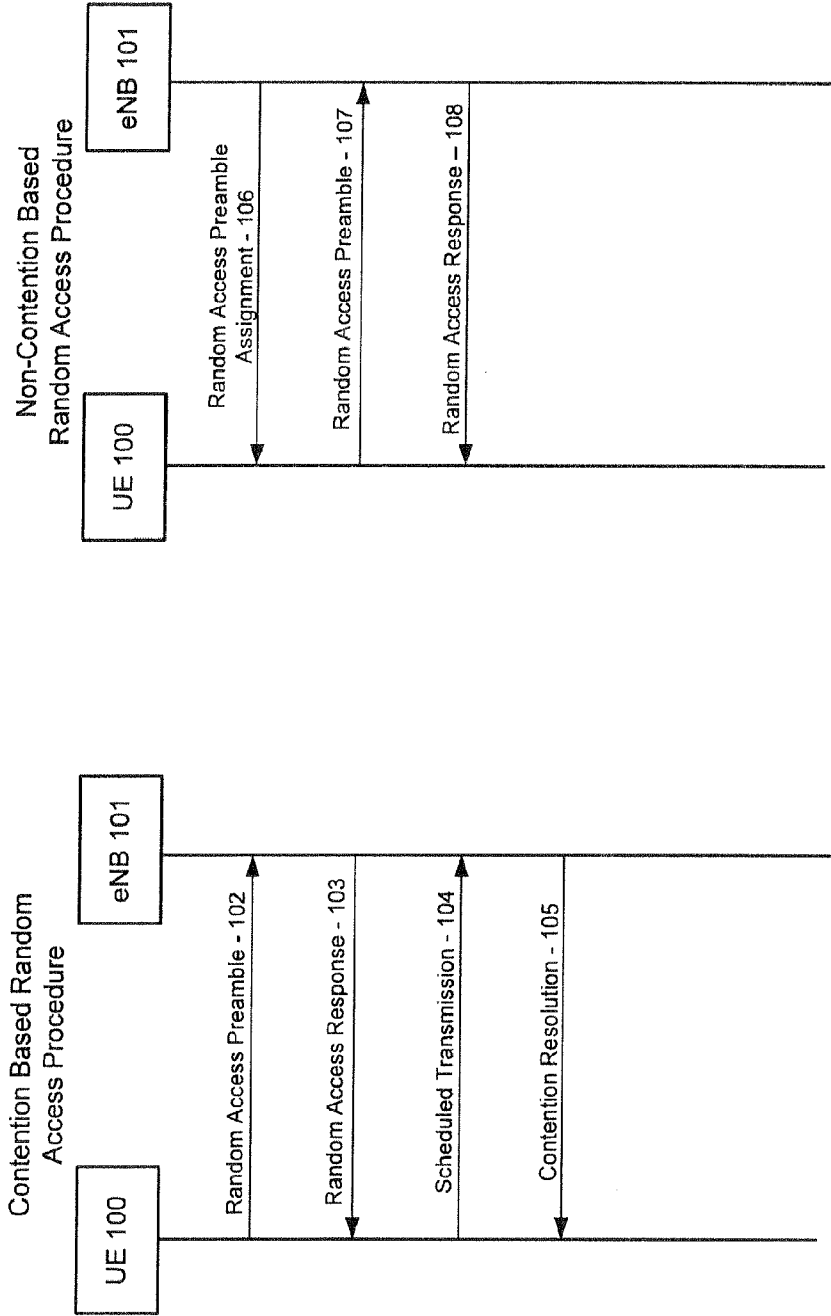 Contention Based Random
Access Procedure
UE 100
eNB 101
Random Access Preamble - 102
Random Access Response - 103
Scheduled Transmission - 104
Contention Resolution - 105
Non-Contention Based
Random Access Procedure
UE 100
eNB 101
Random Access Preamble
Assignment - 106
Random Access Preamble - 107
Random Access Response – 108